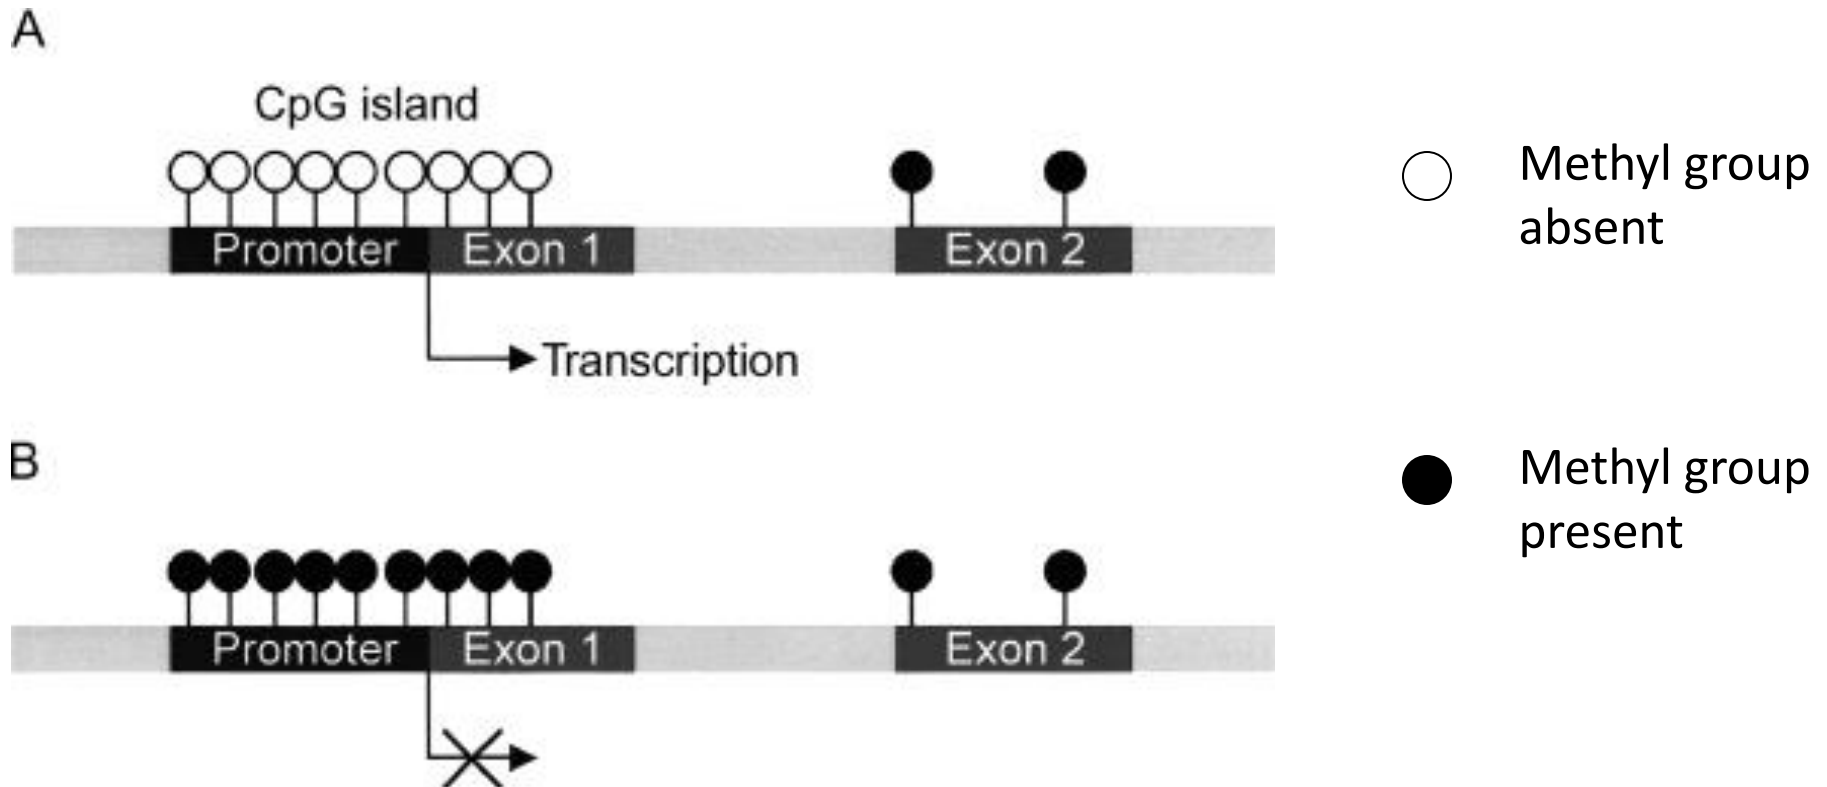 A
CpG island
Promoter
Exon 1
Exon 2
Transcription
B
Promoter
Exon 1
Exon 2
Methyl group
absent
Methyl group
present